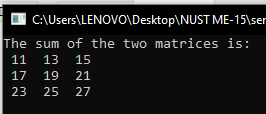 C:\Users\LENOVO\Desktop\NUST ME-15\se
The sum of the two matrices is:
11 13 15
17 19 21
23 25 27